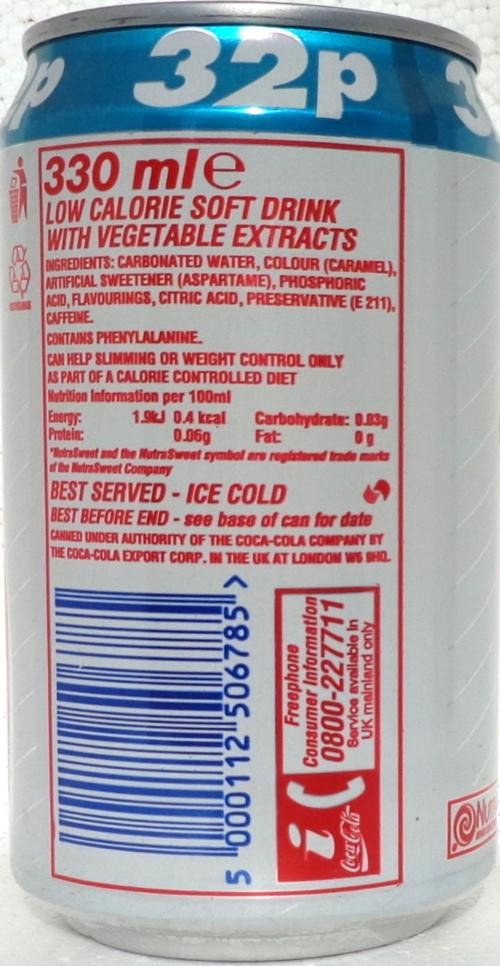 32p
330 ml e
LOW CALORIE SOFT DRINK
WITH VEGETABLE EXTRACTS
INGREDIENTS: CARBONATED WATER, COLOUR (CARAMEL),
ARTIFICIAL SWEETENER (ASPARTAME), PHOSPHORIC
ACID, FLAVOURINGS, CITRIC ACID, PRESERVATIVE (E 211),
CAFFEINE.
CONTAINS PHENYLALANINE.
CAN HELP SLIMMING OR WEIGHT CONTROL ONLY
AS PART OF A CALORIE CONTROLLED DIET
Nutrition Information per 100ml
Energy: 1.9kJ 0.4 kcal Carbohydrate: 0.03g
Protein: 0.06g Fat: 0 g
*NutraSweet and the NutraSweet symbol are registered trade marks
of the NutraSweet Company
BEST SERVED - ICE COLD
BEST BEFORE END - see base of can for date
CANNED UNDER AUTHORITY OF THE COCA-COLA COMPANY BY
THE COCA-COLA EXPORT CORP. IN THE UK AT LONDON W6 9HQ.
5 000112 506785 >
Freephone
Consumer Information
0800-227711
Service available in
UK mainland only
i
Coca-Cola